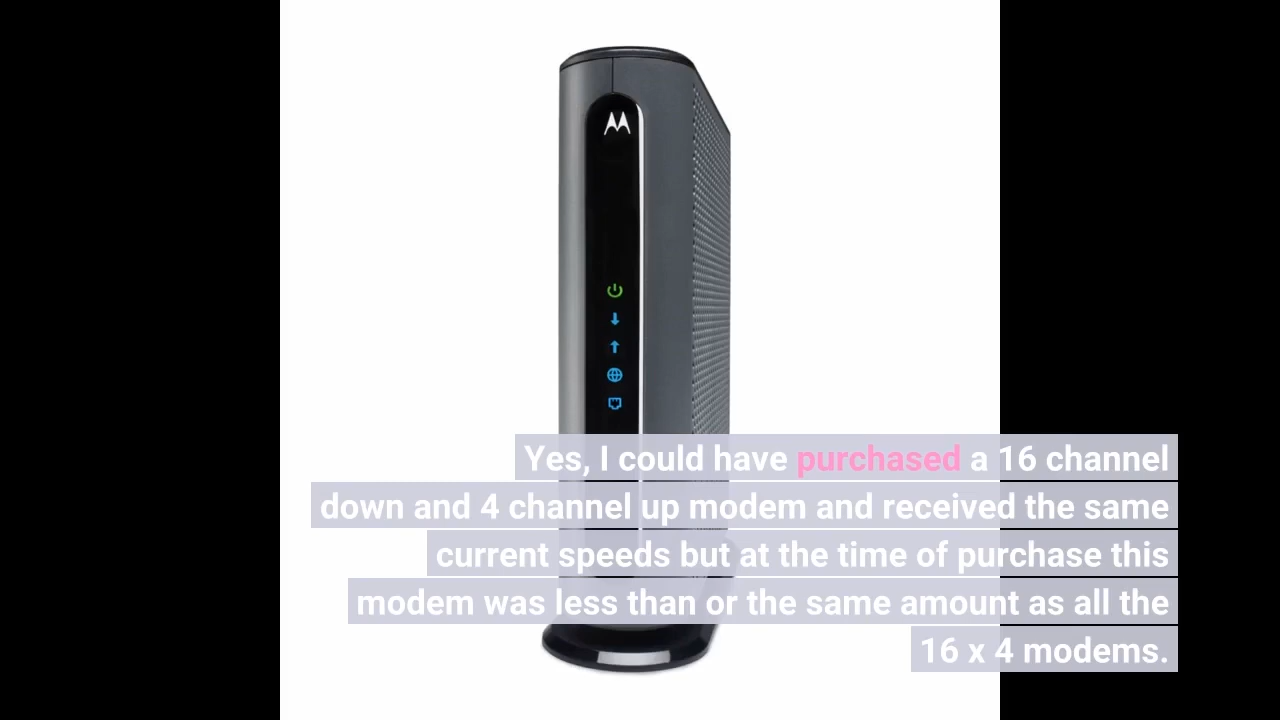 Yes, I could have purchased a 16 channel
down and 4 channel up modem and received the same
current speeds but at the time of purchase this
modem was less than or the same amount as all the
16 x 4 modems.